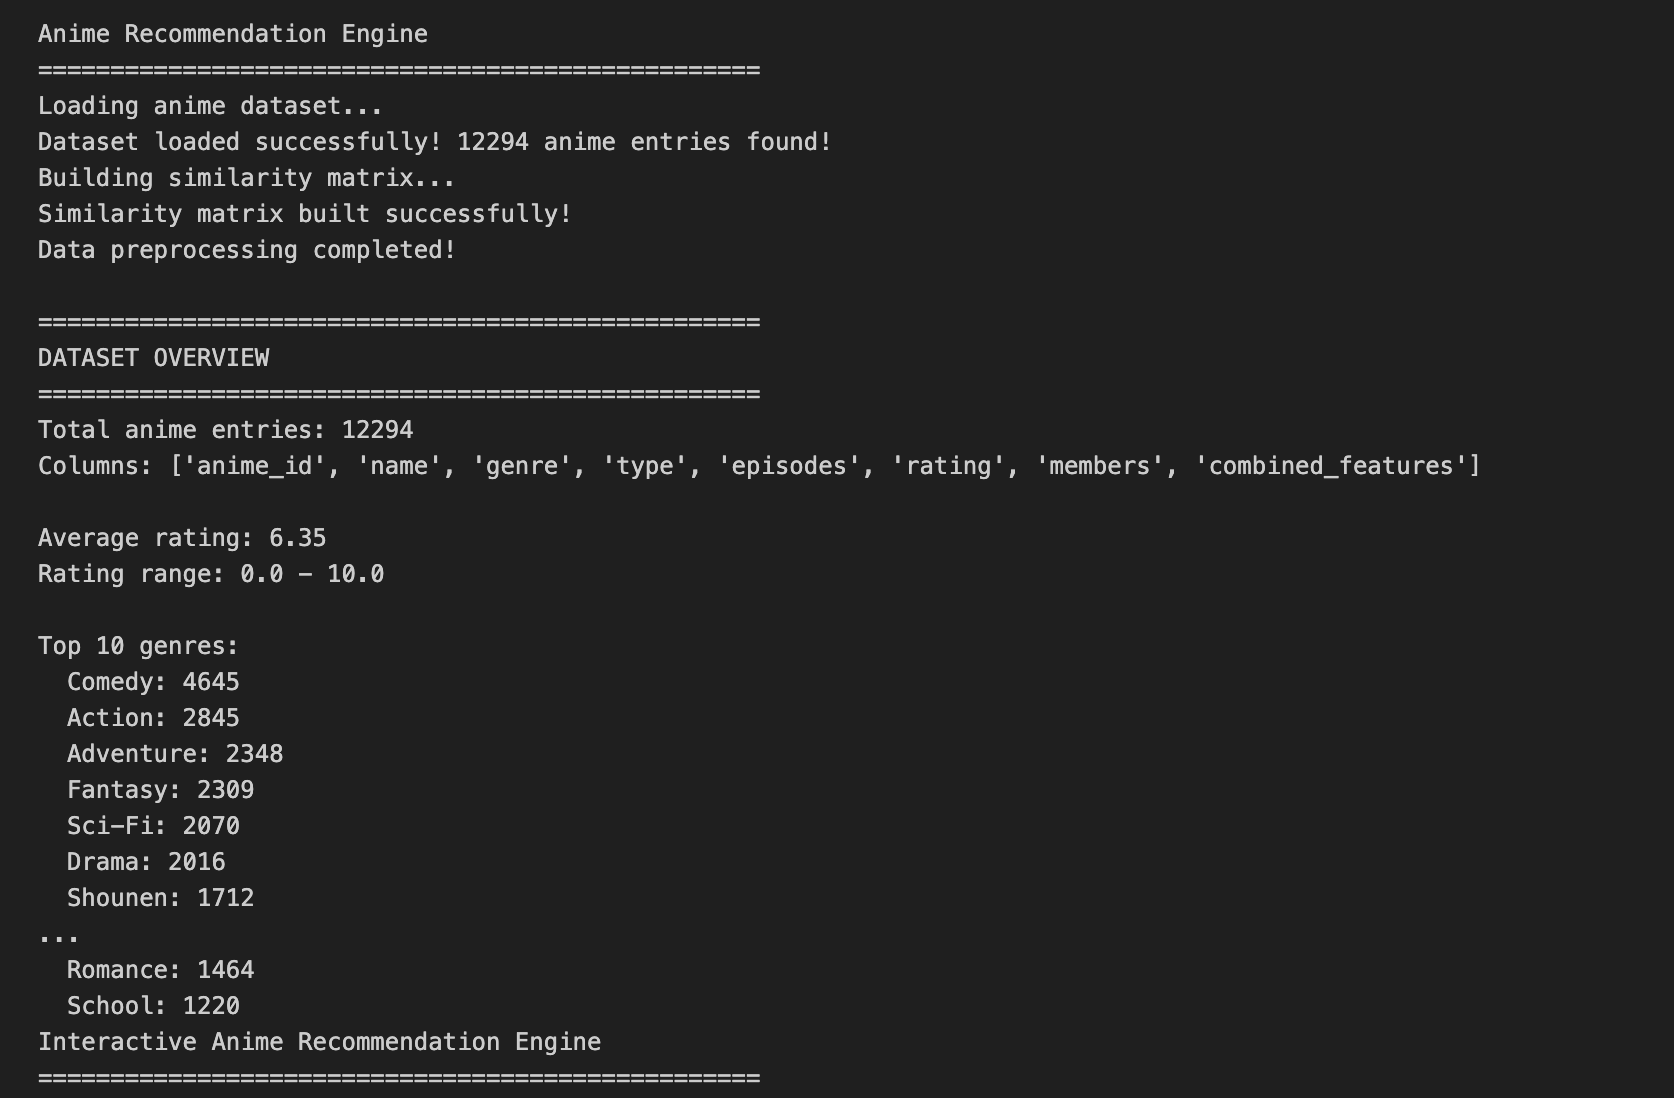 Anime Recommendation Engine
==================================================
Loading anime dataset...
Dataset loaded successfully! 12294 anime entries found!
Building similarity matrix...
Similarity matrix built successfully!
Data preprocessing completed!
==================================================
DATASET OVERVIEW
==================================================
Total anime entries: 12294
Columns: ['anime_id', 'name', 'genre', 'type', 'episodes', 'rating', 'members', 'combined_features']
Average rating: 6.35
Rating range: 0.0 - 10.0
Top 10 genres:
  Comedy: 4645
  Action: 2845
  Adventure: 2348
  Fantasy: 2309
  Sci-Fi: 2070
  Drama: 2016
  Shounen: 1712
...
  Romance: 1464
  School: 1220
Interactive Anime Recommendation Engine
==================================================